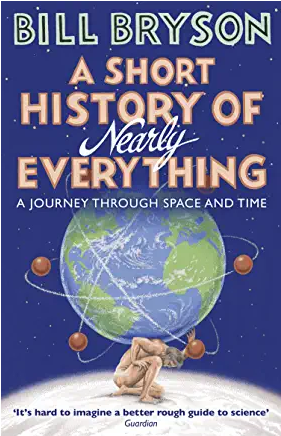 BILL BRYSON
A SHORT
HISTORY OF
Nearly
EVERYTHING
A JOURNEY THROUGH SPACE AND TIME
'It's hard to imagine a better rough guide to science'
Guardian